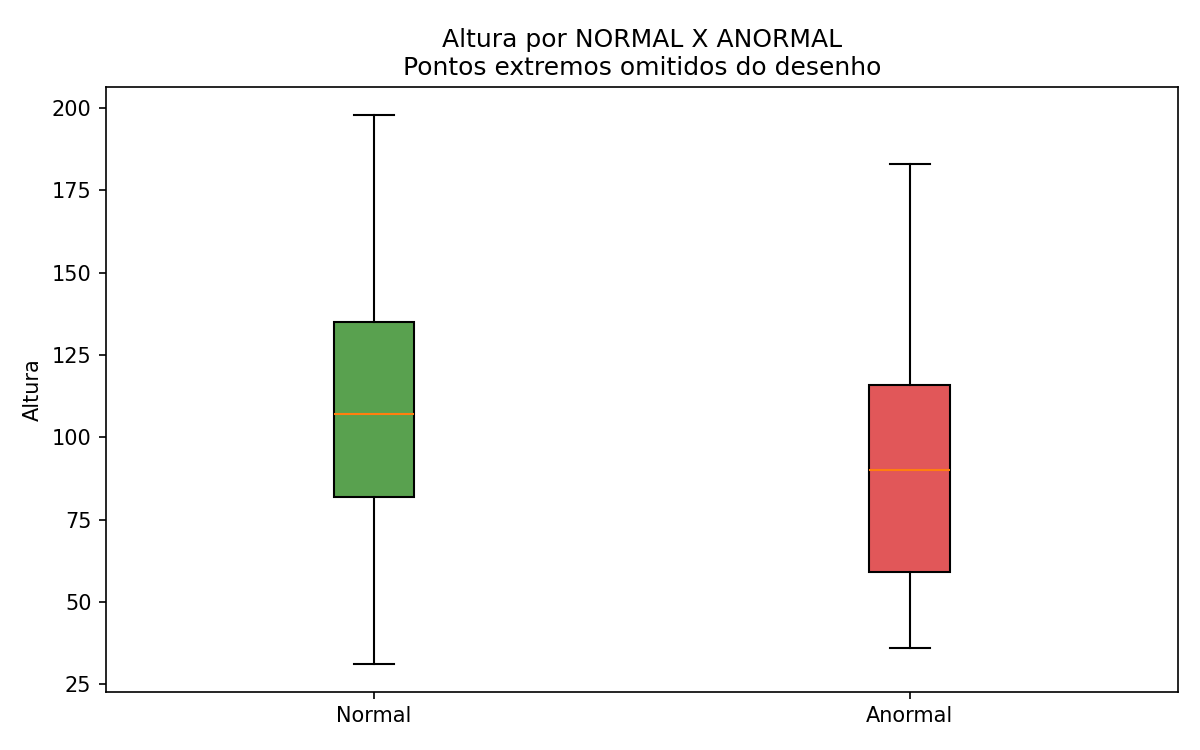 Altura por NORMAL X ANORMAL
Pontos extremos omitidos do desenho
Altura
200
175
150
125
100
75
50
25
Normal
Anormal